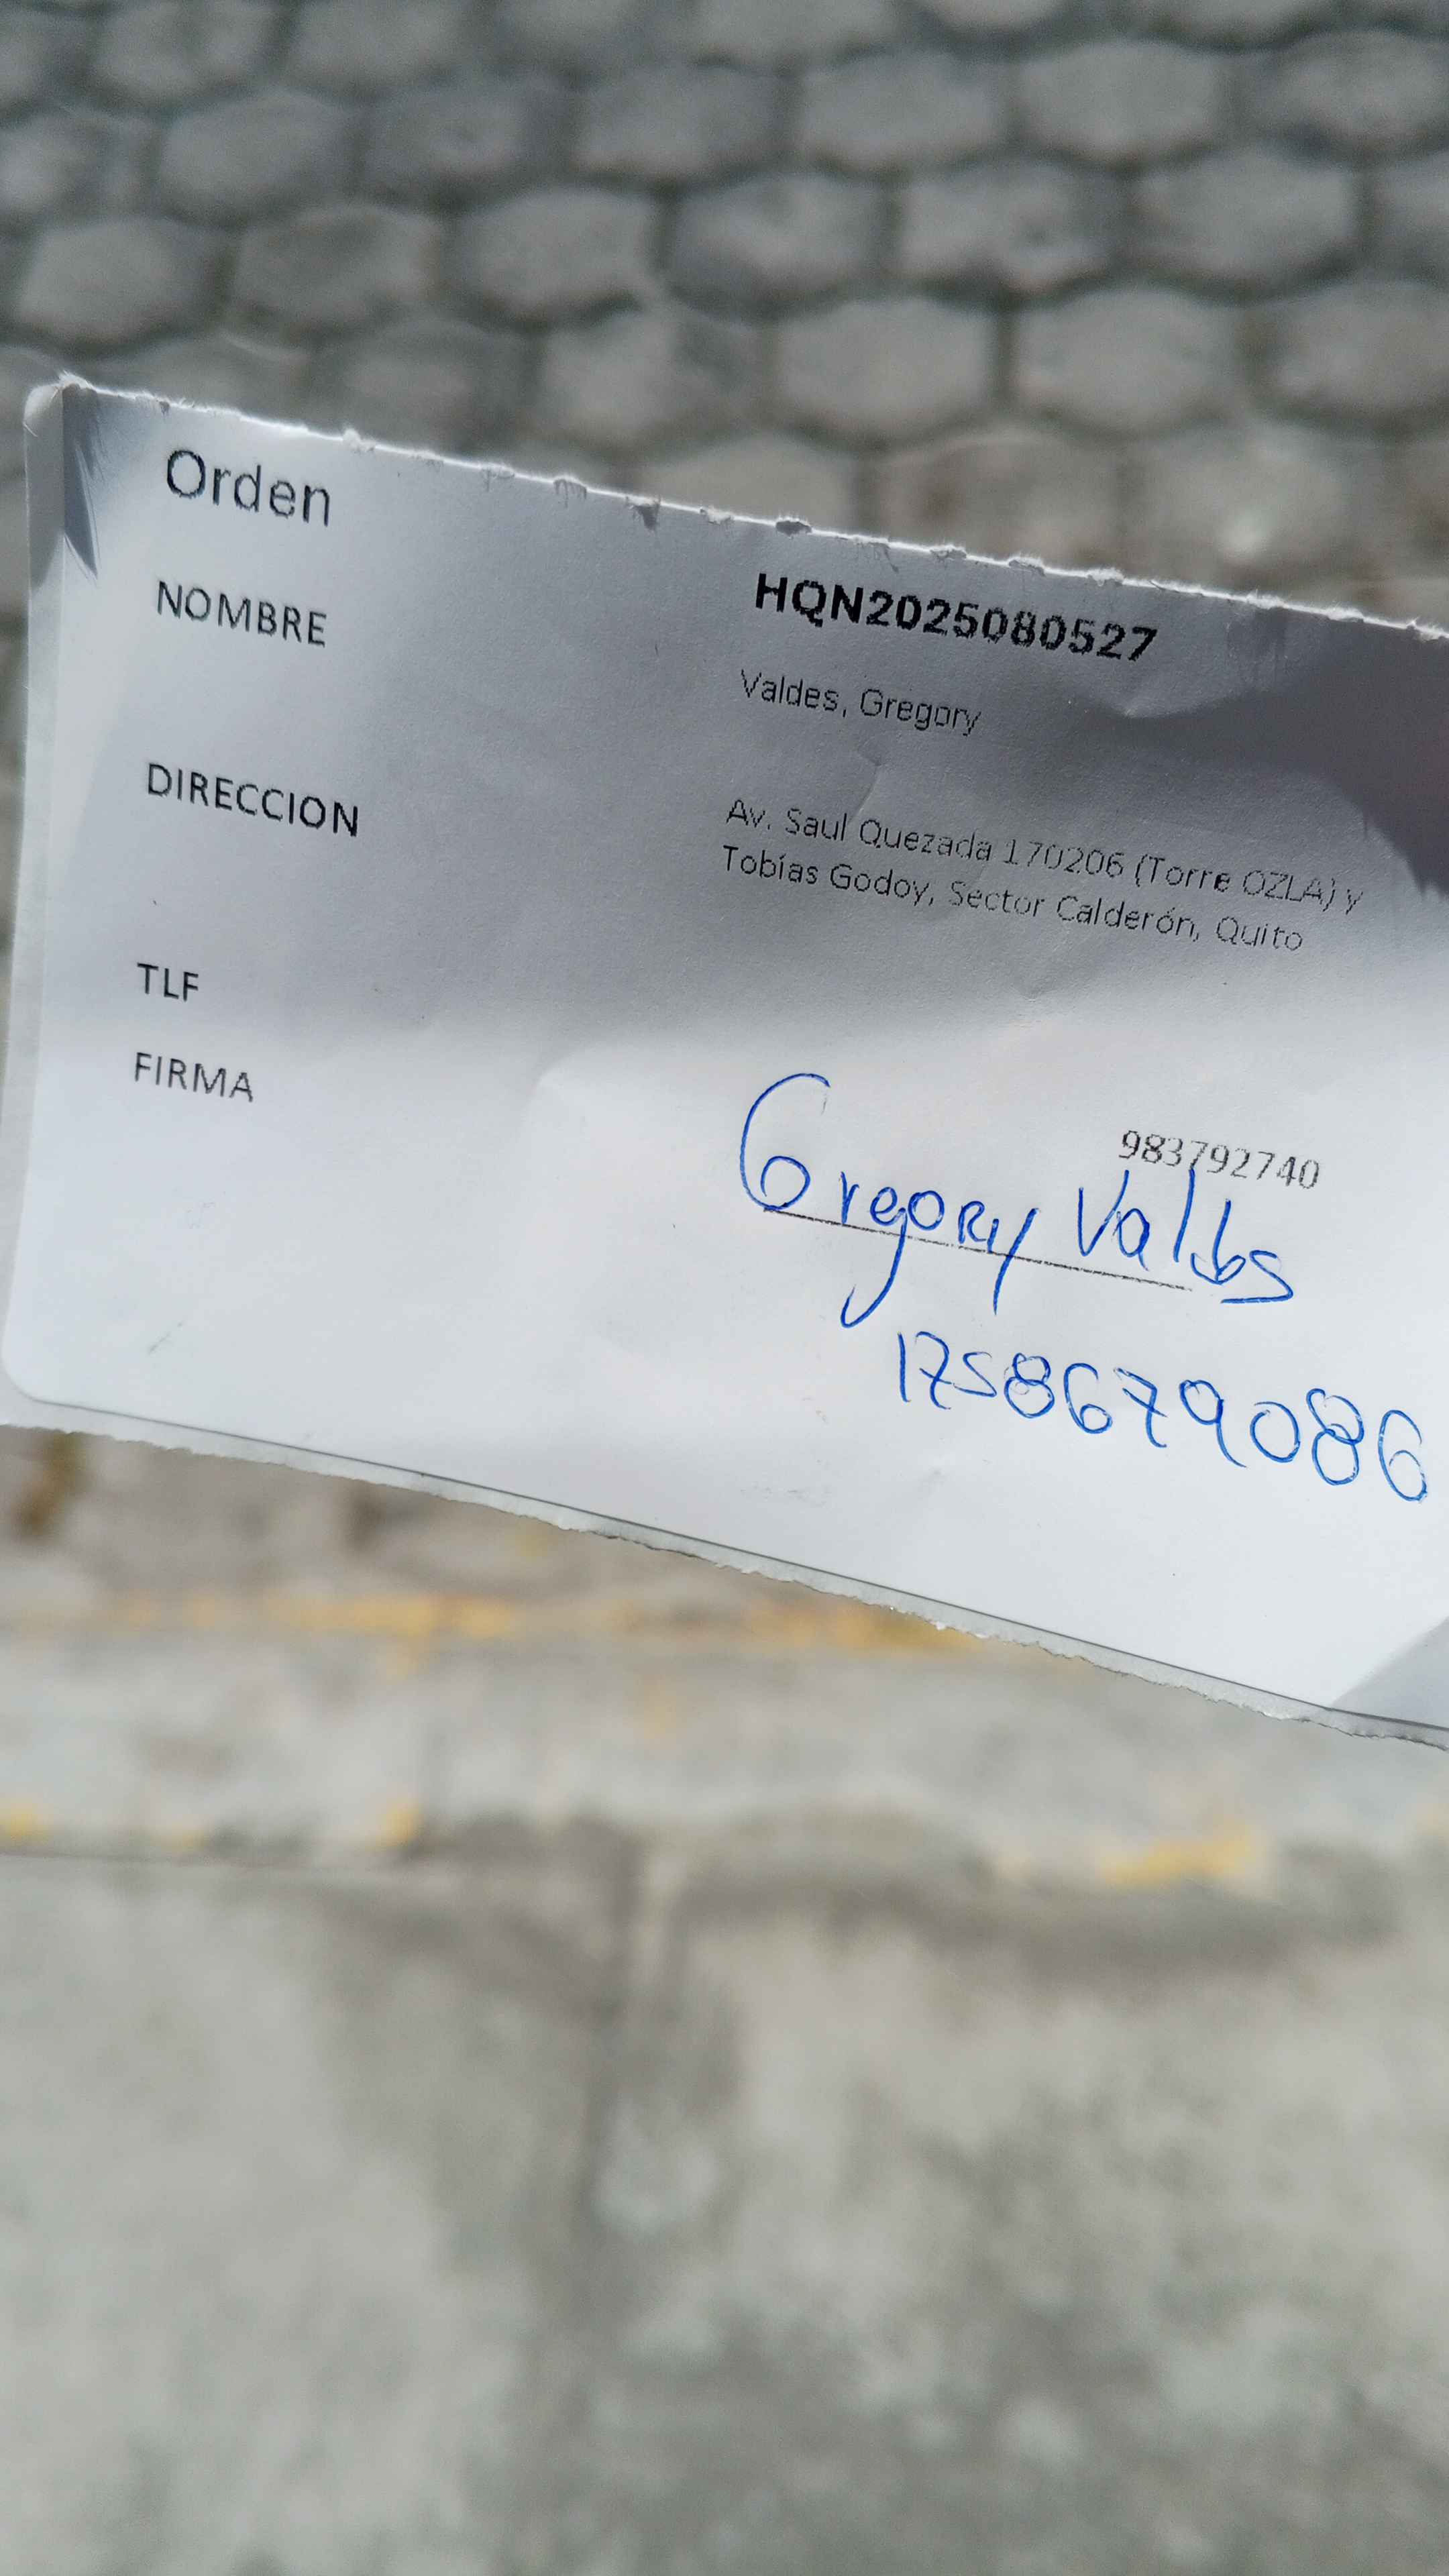 Orden
HQN2025080527
NOMBRE
Valdes, Gregory
DIRECCION
Av. Saul Quezada 170206 (Torre OZLA) y
Tobías Godoy, Sector Calderón, Quito
TLF
983792740
FIRMA
Gregory Valdes
1758679086